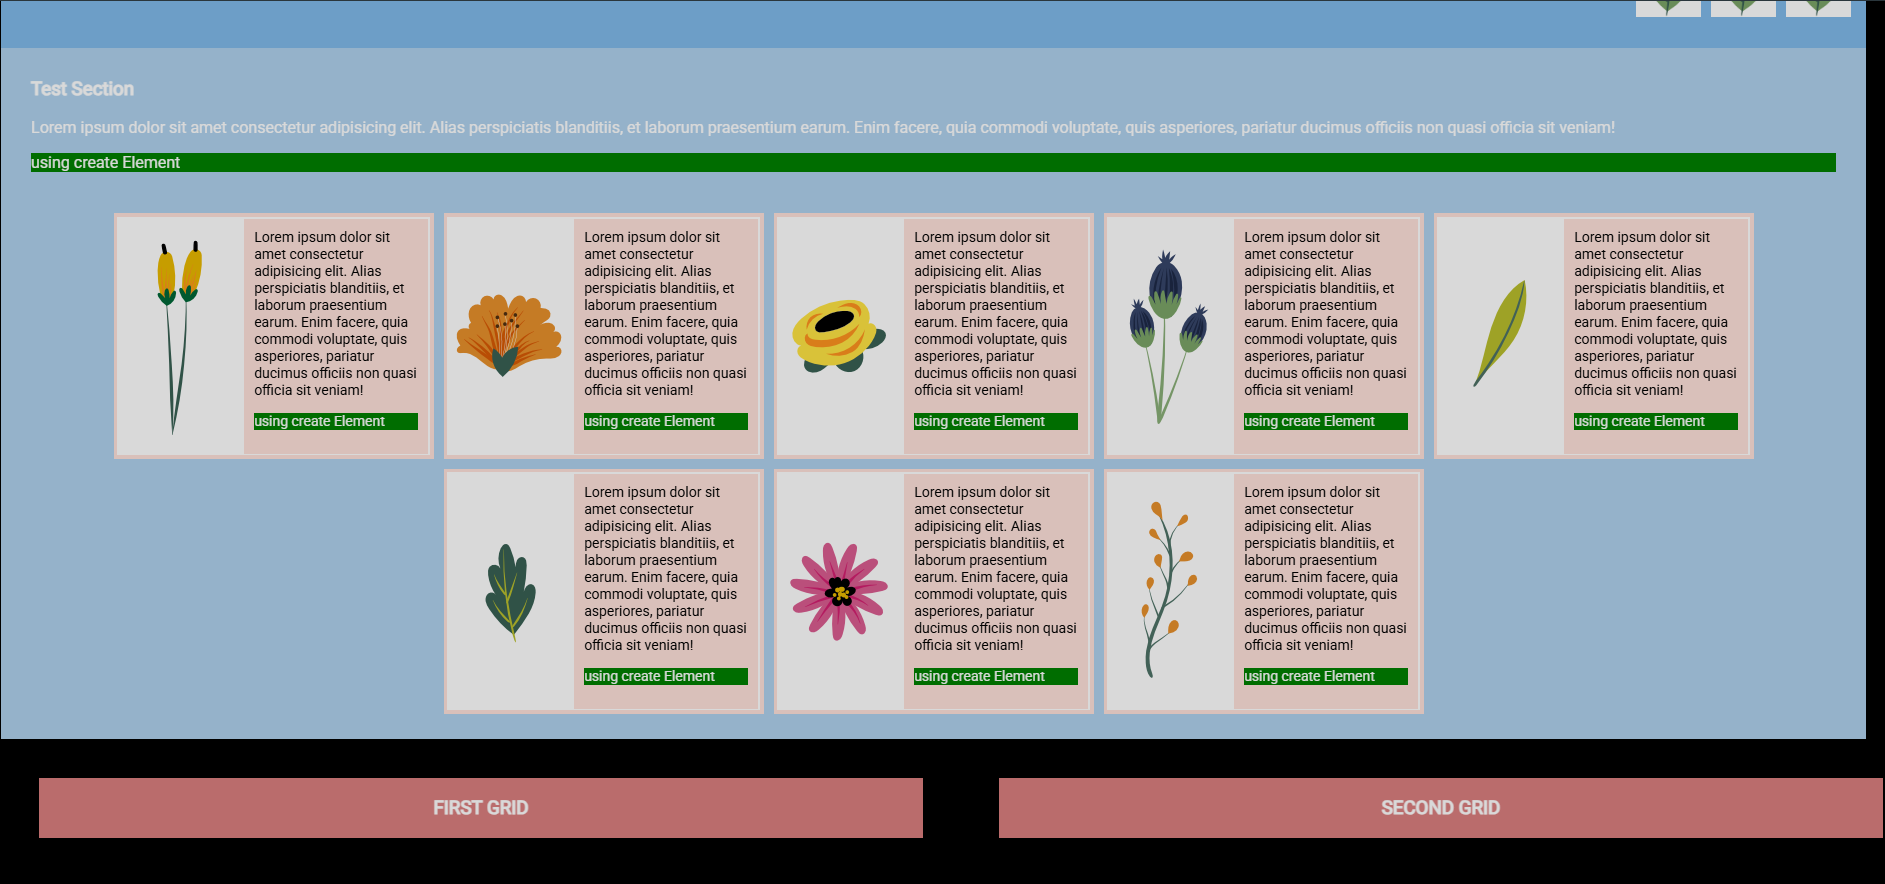 Test Section
Lorem ipsum dolor sit amet consectetur adipisicing elit. Alias perspiciatis blanditiis, et laborum praesentium earum. Enim facere, quia commodi voluptate, quis asperiores, pariatur ducimus officiis non quasi officia sit veniam!
using create Element
Lorem ipsum dolor sit
amet consectetur
adipisicing elit. Alias
perspiciatis blanditiis, et
laborum praesentium
earum. Enim facere, quia
commodi voluptate, quis
asperiores, pariatur
ducimus officiis non quasi
officia sit veniam!
using create Element
Lorem ipsum dolor sit
amet consectetur
adipisicing elit. Alias
perspiciatis blanditiis, et
laborum praesentium
earum. Enim facere, quia
commodi voluptate, quis
asperiores, pariatur
ducimus officiis non quasi
officia sit veniam!
using create Element
Lorem ipsum dolor sit
amet consectetur
adipisicing elit. Alias
perspiciatis blanditiis, et
laborum praesentium
earum. Enim facere, quia
commodi voluptate, quis
asperiores, pariatur
ducimus officiis non quasi
officia sit veniam!
using create Element
Lorem ipsum dolor sit
amet consectetur
adipisicing elit. Alias
perspiciatis blanditiis, et
laborum praesentium
earum. Enim facere, quia
commodi voluptate, quis
asperiores, pariatur
ducimus officiis non quasi
officia sit veniam!
using create Element
Lorem ipsum dolor sit
amet consectetur
adipisicing elit. Alias
perspiciatis blanditiis, et
laborum praesentium
earum. Enim facere, quia
commodi voluptate, quis
asperiores, pariatur
ducimus officiis non quasi
officia sit veniam!
using create Element
Lorem ipsum dolor sit
amet consectetur
adipisicing elit. Alias
perspiciatis blanditiis, et
laborum praesentium
earum. Enim facere, quia
commodi voluptate, quis
asperiores, pariatur
ducimus officiis non quasi
officia sit veniam!
using create Element
Lorem ipsum dolor sit
amet consectetur
adipisicing elit. Alias
perspiciatis blanditiis, et
laborum praesentium
earum. Enim facere, quia
commodi voluptate, quis
asperiores, pariatur
ducimus officiis non quasi
officia sit veniam!
using create Element
Lorem ipsum dolor sit
amet consectetur
adipisicing elit. Alias
perspiciatis blanditiis, et
laborum praesentium
earum. Enim facere, quia
commodi voluptate, quis
asperiores, pariatur
ducimus officiis non quasi
officia sit veniam!
using create Element
FIRST GRID
SECOND GRID